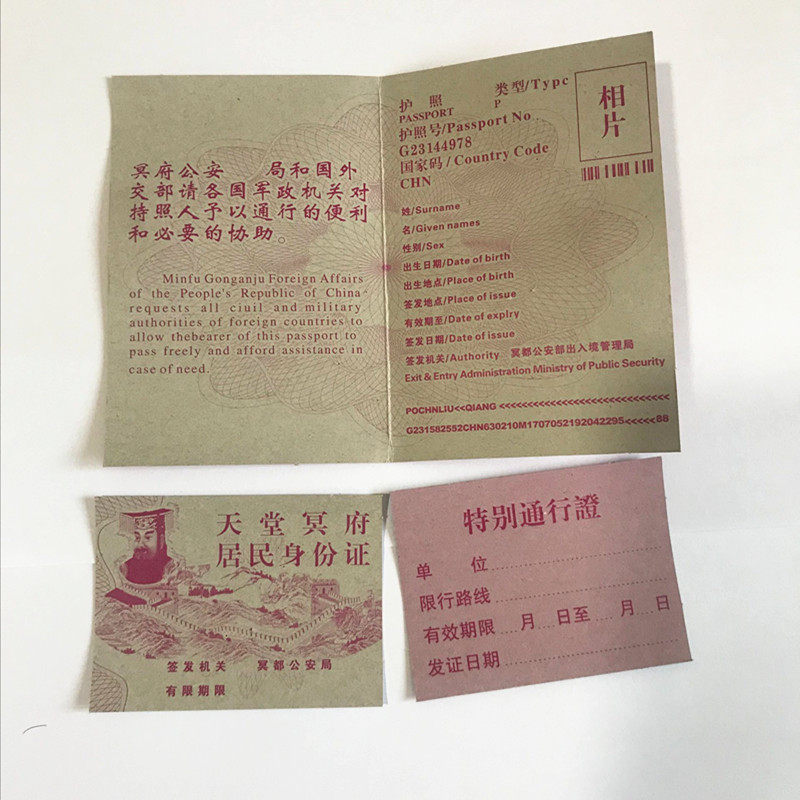 冥府公安 局和国外
交部请各国军政机关对
持照人予以通行的便利
和必要的协助。
Minfu Gonganju Foreign Affairs
of the People's Republic of China
requests all ciuil and military
authorities of foreign countries to
allow thebearer of this passport to
pass freely and afford assistance in
case of need.
护照 类型/Typc
PASSPORT P
护照号/Passport No
G23144978
国家码/Country Code
CHN
相片
姓/Surname
名/Given names
性别/Sex
出生日期/Date of birth
出生地点/Place of birth
签发地点/Place of issue
有效期至/Date of explry
签发日期/Date of issue
签发机关/Authority 冥都公安部出入境管理局
Exit & Entry Administration Ministry of Public Security
POCHNLIU<<QIANG <<<<<<<<<<<<<<<<<<<<<<<<<<<<<<
G231582552CHN630210M1707052192042295<<<<<88
天堂冥府
居民身份证
签发机关 冥都公安局
有限期限
特别通行證
单位
限行路线
有效期限 月 日至 月 日
发证日期